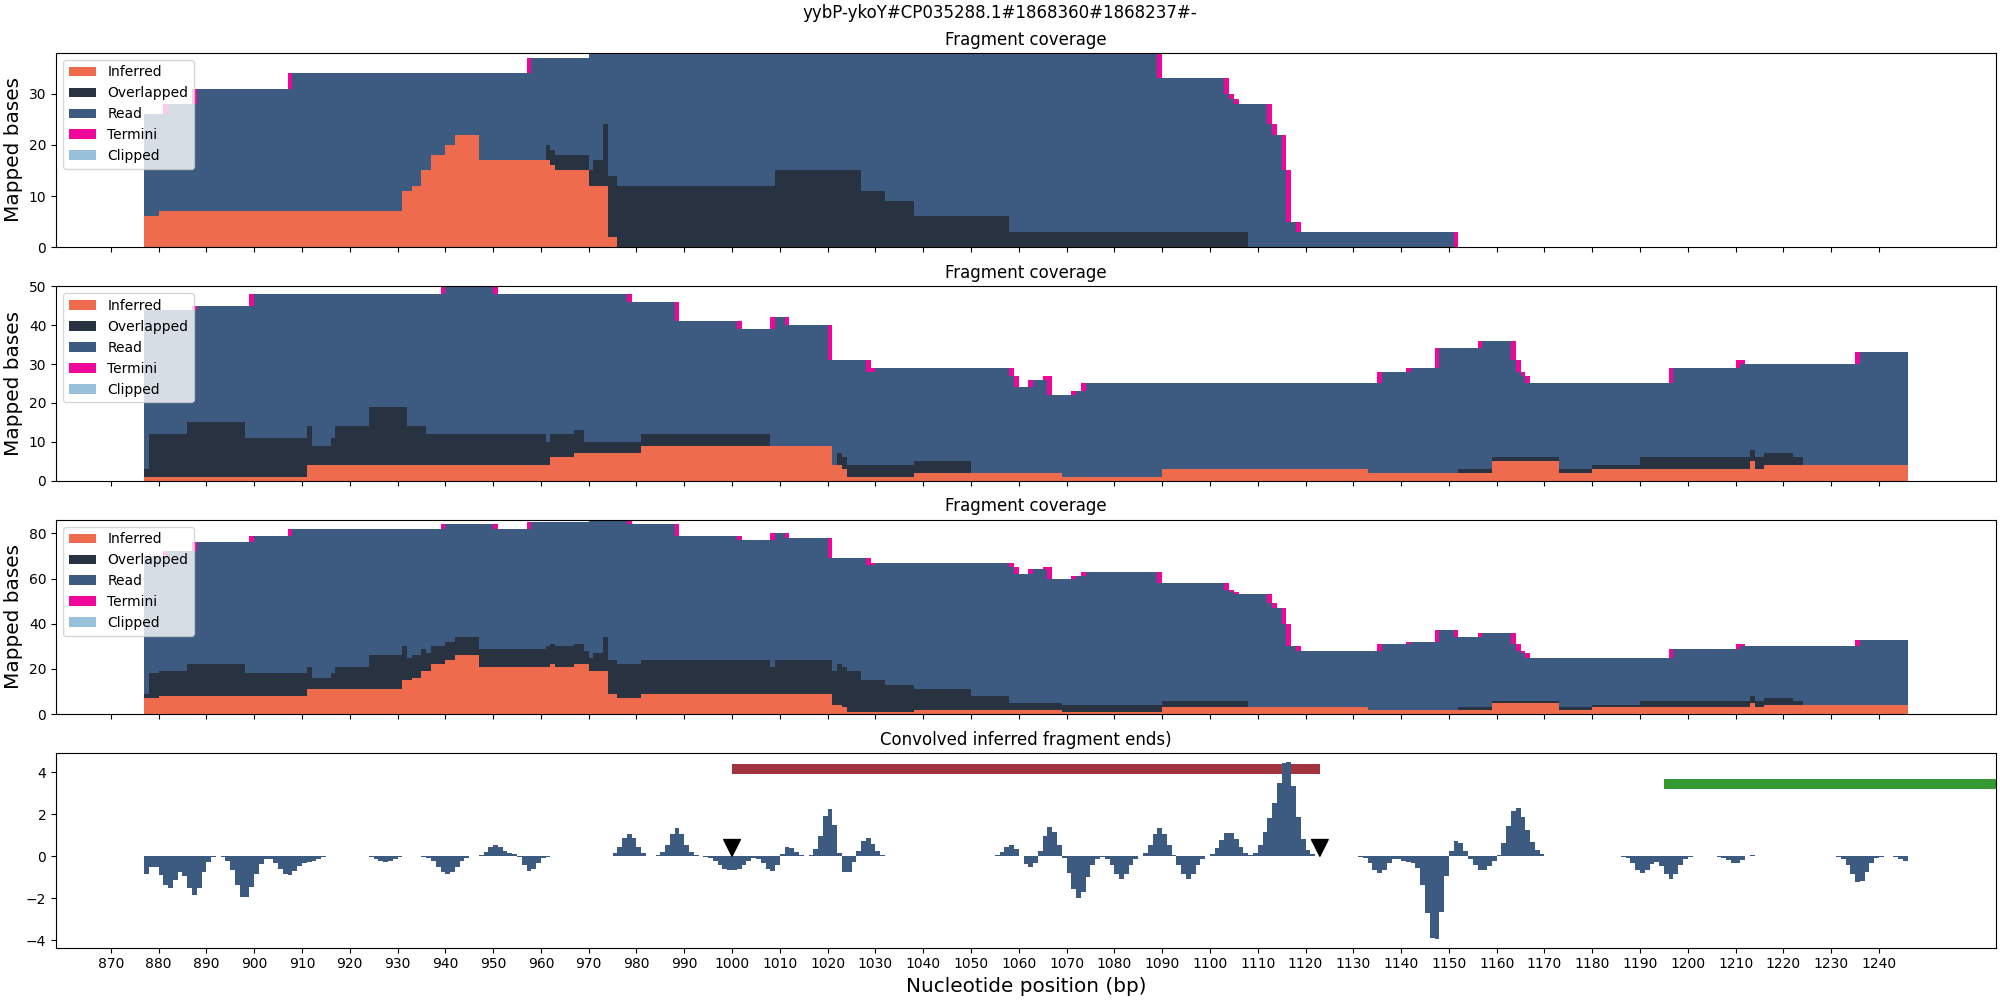 yybP-ykoY#CP035288.1#1868360#1868237#-
Fragment coverage
Mapped bases
30
20
10
0
Inferred
Overlapped
Read
Termini
Clipped
Fragment coverage
Mapped bases
50
40
30
20
10
0
Inferred
Overlapped
Read
Termini
Clipped
Fragment coverage
Mapped bases
80
60
40
20
0
Inferred
Overlapped
Read
Termini
Clipped
Convolved inferred fragment ends)
4
2
0
−2
−4
870 880 890 900 910 920 930 940 950 960 970 980 990 1000 1010 1020 1030 1040 1050 1060 1070 1080 1090 1100 1110 1120 1130 1140 1150 1160 1170 1180 1190 1200 1210 1220 1230 1240
Nucleotide position (bp)